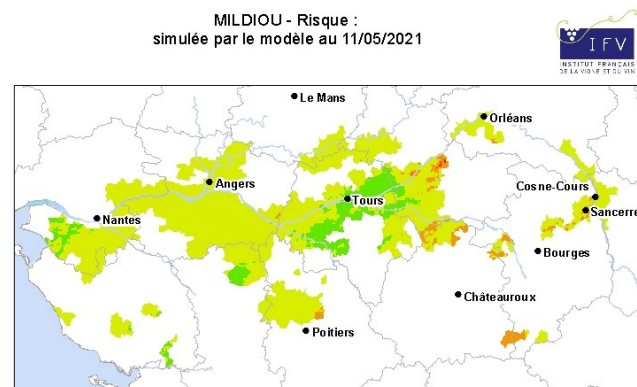 MILDIOU - Risque :
simulée par le modèle au 11/05/2021
IFV
INSTITUT FRANÇAIS
DE LA VIGNE ET DU VIN
Le Mans
Orléans
Angers
Cosne-Cours
Tours
Sancerre
Nantes
Bourges
Châteauroux
Poitiers